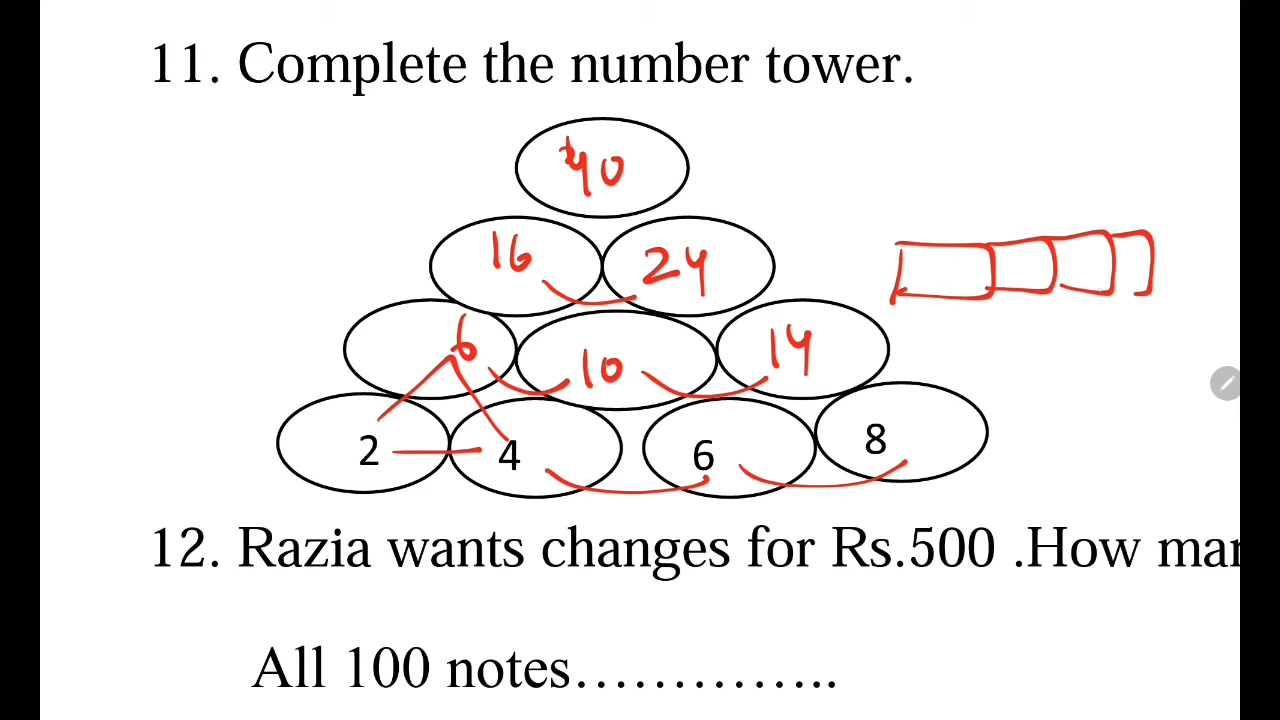 11. Complete the number tower.
40
16 24
6 10 14
2 4 6 8
12. Razia wants changes for Rs.500 .How
All 100 notes…………..